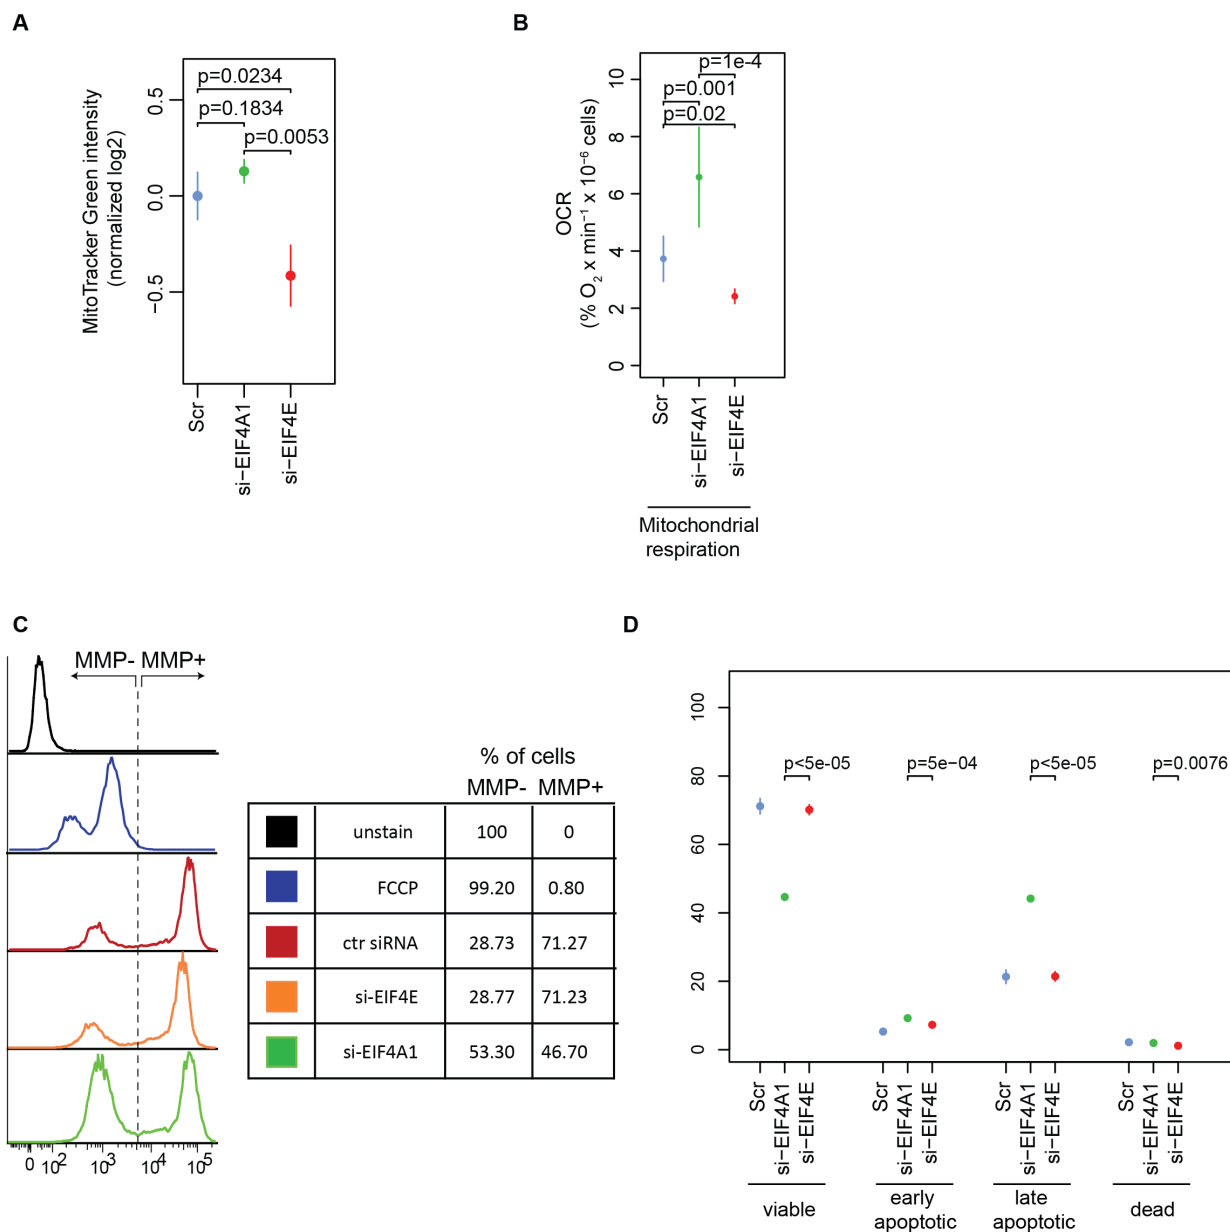 A
MitoTracker Green intensity
(normalized log2)
0.5
0.0
−0.5
p=0.0234
p=0.1834
p=0.0053
Scr
si−EIF4A1
si−EIF4E
B
OCR
(% O2 x min−1 x 10−6 cells)
10
8
6
4
2
0
p=1e-4
p=0.001
p=0.02
Scr
si−EIF4A1
si−EIF4E
Mitochondrial
respiration
C
MMP- MMP+
0 10² 10³ 10⁴ 10⁵
% of cells
MMP- MMP+
unstain 100 0
FCCP 99.20 0.80
ctr siRNA 28.73 71.27
si-EIF4E 28.77 71.23
si-EIF4A1 53.30 46.70
D
100
80
60
40
20
0
p<5e-05
p=5e−04
p<5e-05
p=0.0076
Scr
si−EIF4A1
si−EIF4E
Scr
si−EIF4A1
si−EIF4E
Scr
si−EIF4A1
si−EIF4E
Scr
si−EIF4A1
si−EIF4E
viable
early
apoptotic
late
apoptotic
dead